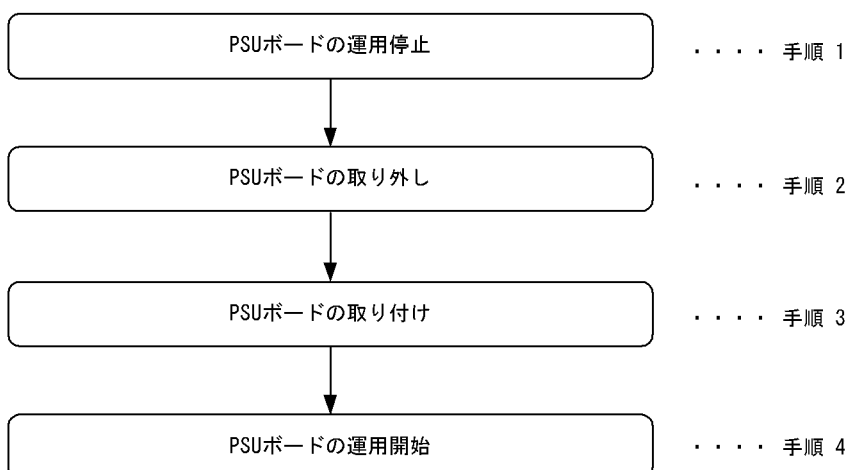 PSUボードの運用停止 ・・・・ 手順 1
PSUボードの取り外し ・・・・ 手順 2
PSUボードの取り付け ・・・・ 手順 3
PSUボードの運用開始 ・・・・ 手順 4